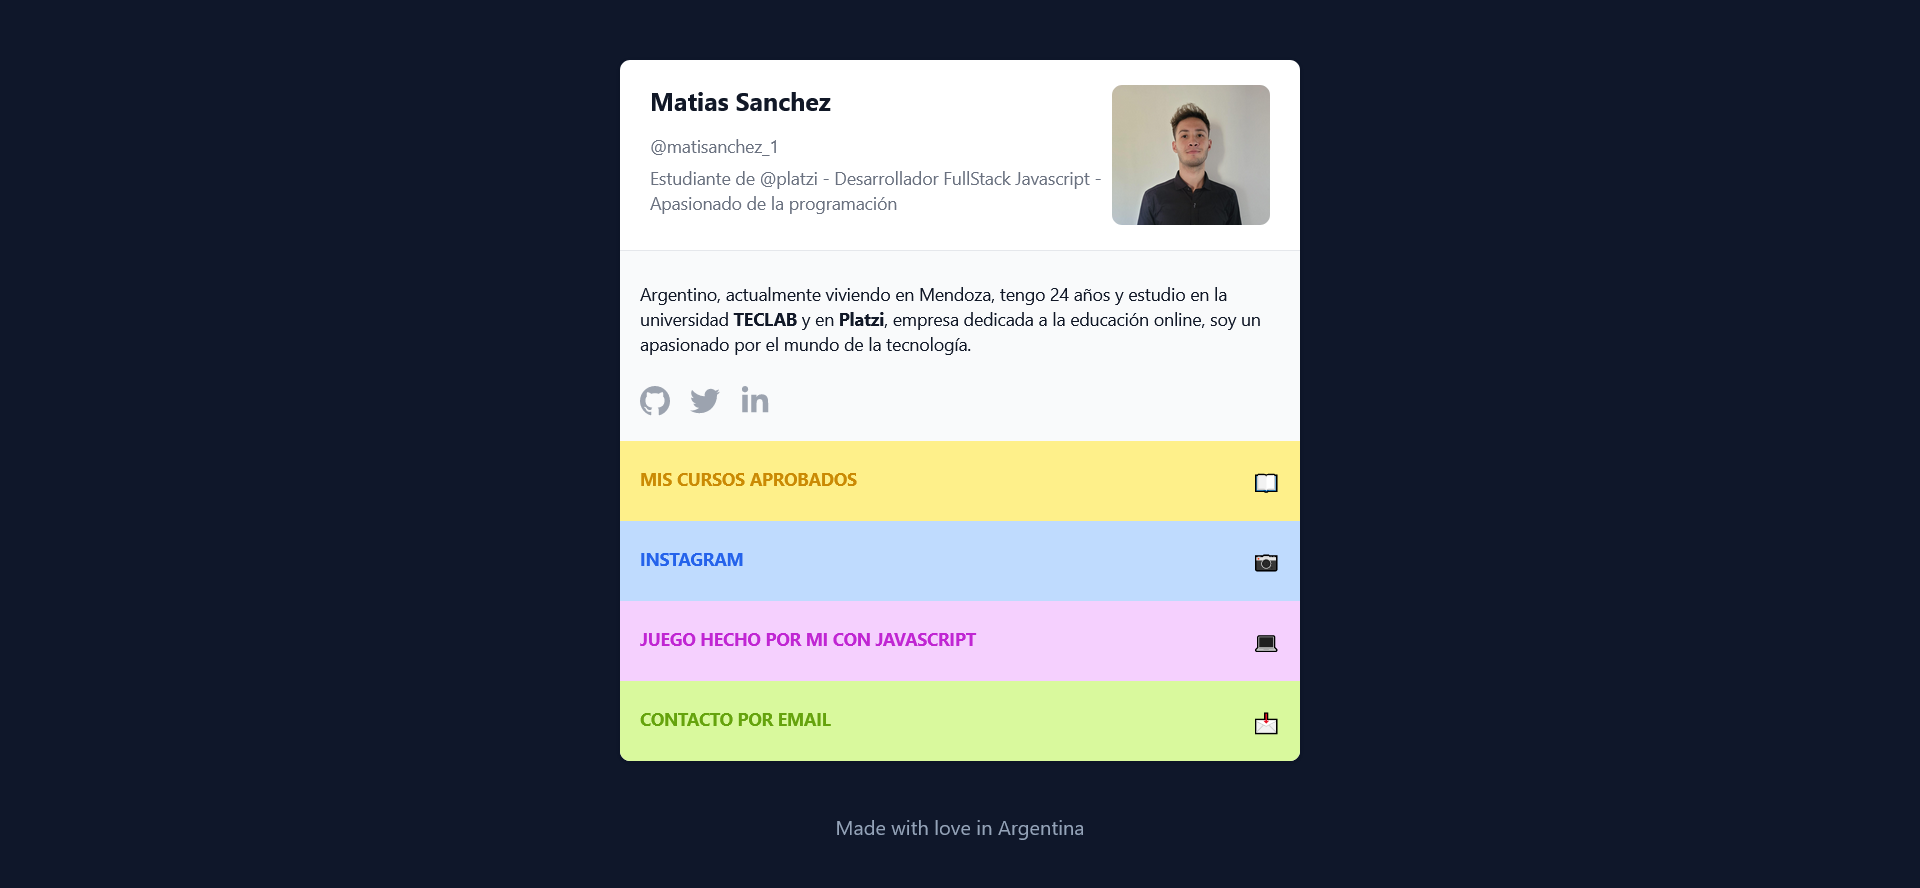 Matias Sanchez
@matisanchez_1
Estudiante de @platzi - Desarrollador FullStack Javascript -
Apasionado de la programación
Argentino, actualmente viviendo en Mendoza, tengo 24 años y estudio en la
universidad TECLAB y en Platzi, empresa dedicada a la educación online, soy un
apasionado por el mundo de la tecnología.
MIS CURSOS APROBADOS
INSTAGRAM
JUEGO HECHO POR MI CON JAVASCRIPT
CONTACTO POR EMAIL
Made with love in Argentina